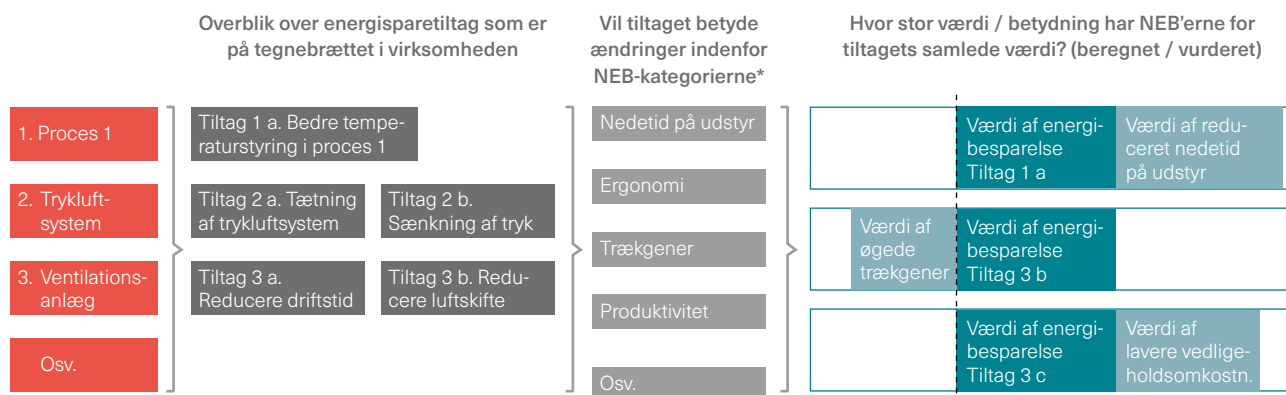 Overblik over energisparetiltag som er
på tegnebrættet i virksomheden
Vil tiltaget betyde
ændringer indenfor
NEB-kategorierne*
Hvor stor værdi / betydning har NEB'erne for
tiltagets samlede værdi? (beregnet / vurderet)
1. Proces 1
2. Trykluft-
system
3. Ventilations-
anlæg
Osv.
Tiltag 1 a. Bedre tempe-
raturstyring i proces 1
Tiltag 2 a. Tætning
af trykluftsystem
Tiltag 2 b.
Sænkning af tryk
Tiltag 3 a.
Reducere driftstid
Tiltag 3 b. Redu-
cere luftskifte
Nedetid på udstyr
Ergonomi
Trækgener
Produktivitet
Osv.
Værdi af energi-
besparelse
Tiltag 1 a
Værdi af redu-
ceret nedetid
på udstyr
Værdi af
øgede
trækgener
Værdi af energi-
besparelse
Tiltag 3 b
Værdi af energi-
besparelse
Tiltag 3 c
Værdi af
lavere vedlige-
holdsomkostn.